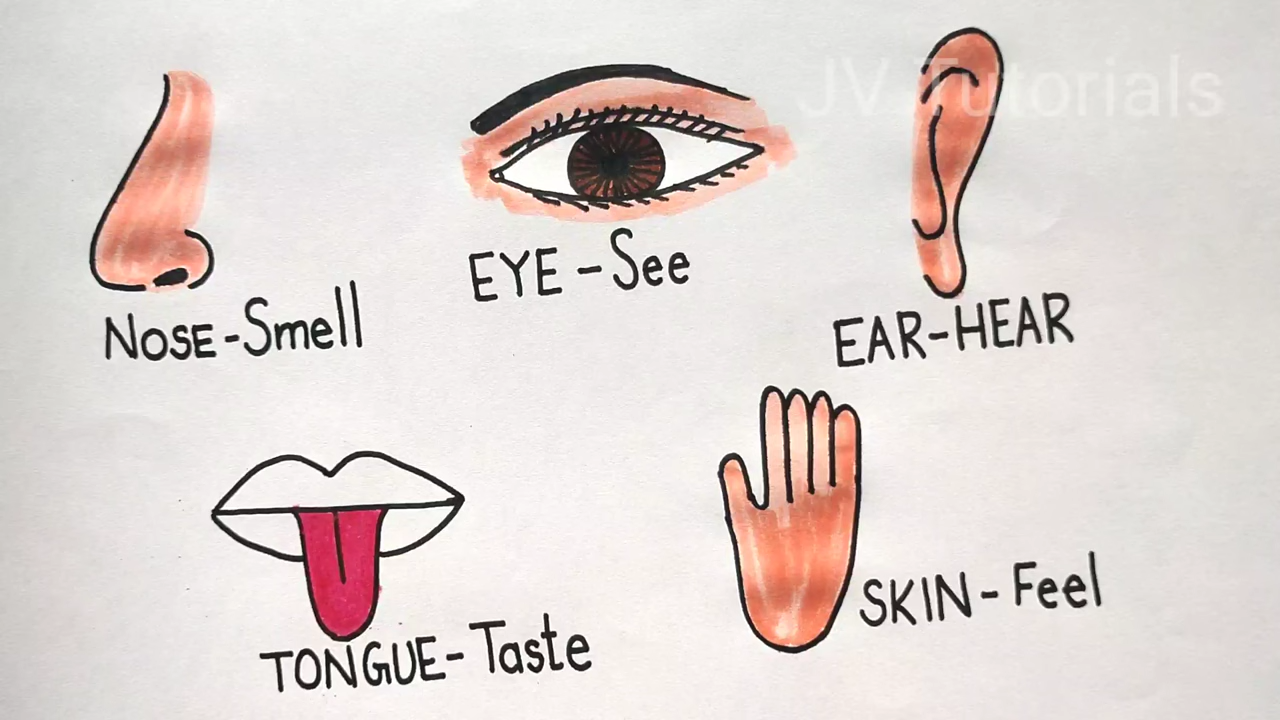 JV Tutorials
EYE - See
NOSE - Smell
EAR - HEAR
TONGUE - Taste
SKIN - Feel